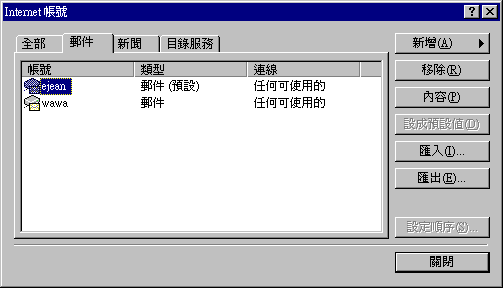 Internet 帳號
全部 郵件 新聞 目錄服務
帳號 類型 連線
ejean 郵件 (預設) 任何可使用的
wawa 郵件 任何可使用的
新增(A)
移除(R)
內容(P)
設成預設值(D)
匯入(I)...
匯出(E)...
設定順序(S)...
關閉